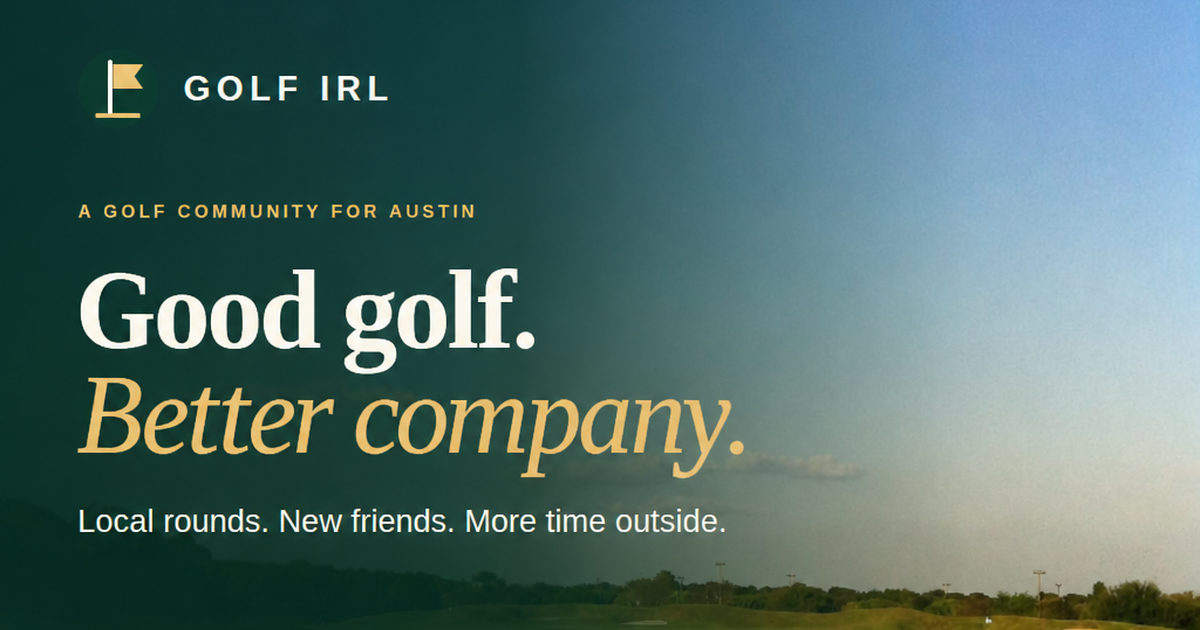 GOLF IRL
A GOLF COMMUNITY FOR AUSTIN
Good golf.
Better company.
Local rounds. New friends. More time outside.